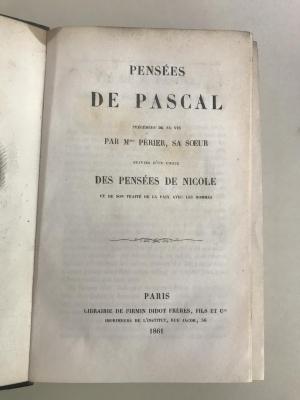 PENSÉES
DE PASCAL
PRÉCÉDÉES DE SA VIE
PAR Mme PÉRIER, SA SŒUR
SUIVIES D'UN CHOIX
DES PENSÉES DE NICOLE
ET DE SON TRAITÉ DE LA PAIX AVEC LES HOMMES
PARIS
LIBRAIRIE DE FIRMIN DIDOT FRÈRES, FILS ET Cie
IMPRIMEURS DE L'INSTITUT, RUE JACOB, 56
1861